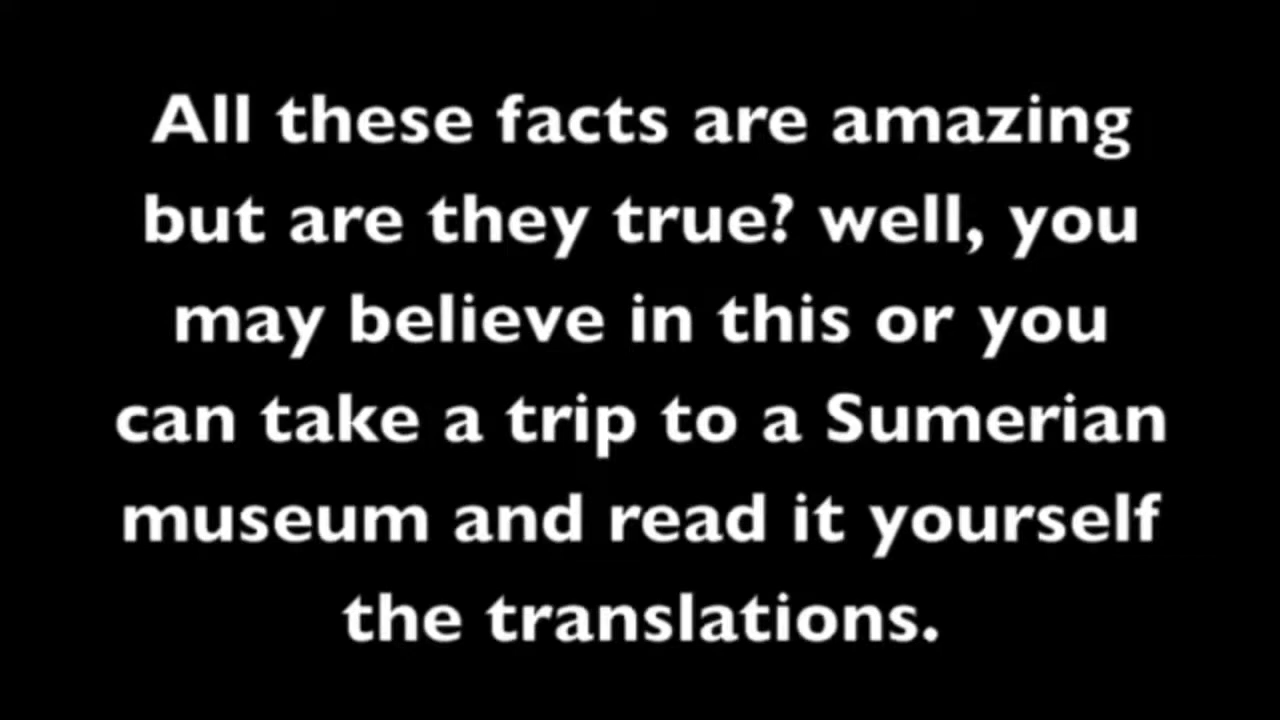 All these facts are amazing
but are they true? well, you
may believe in this or you
can take a trip to a Sumerian
museum and read it yourself
the translations.